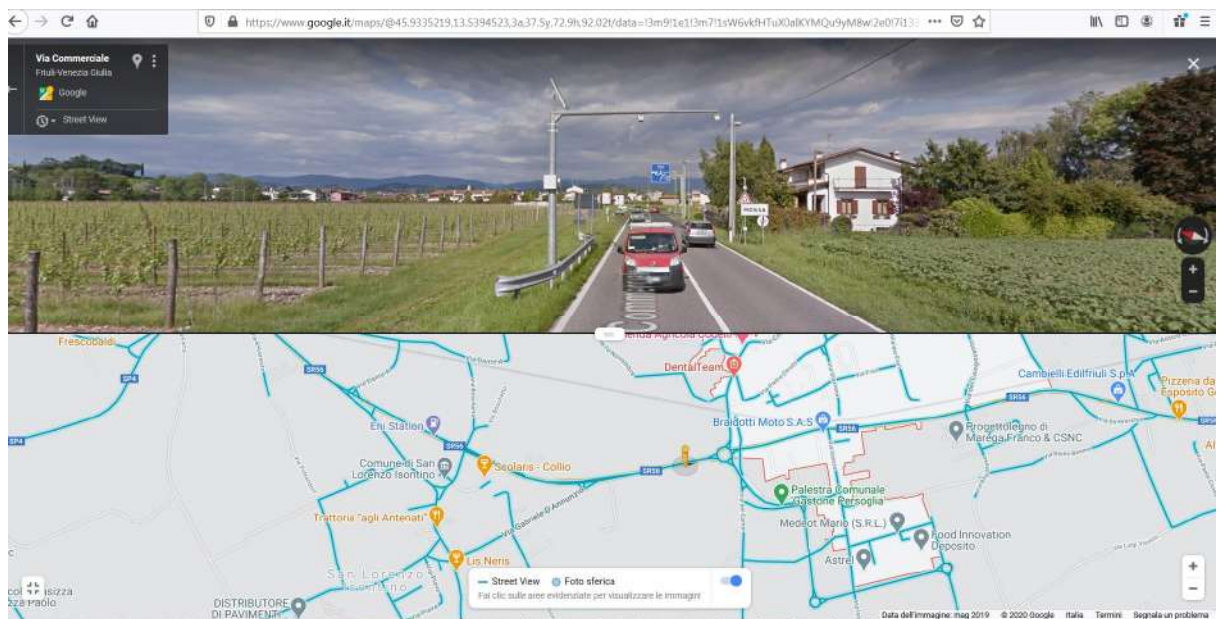 https://www.google.it/maps/@45.9335219,13.5394523,3a,37.5y,72.9h,92.02t/data=!3m9!1e1!3m7!1sW6vkfHTuX0aIKYMQu9yM8w!2e0!7i13
Via Commerciale
Friuli-Venezia Giulia
Google
Street View
MOSSA
Frescobaldi
SP4
SR56
DentalTeam
Cambielli Edilfriuli S.p.A
Pizzeria da
Esposito
Eni Station
Braidotti Moto S.A.S
SR56
SR56
SR56
SP4
Progettolegno di
Marega Franco & CSNC
SR56
Comune di San
Lorenzo Isontino
Scolaris - Collio
SR56
Palestra Comunale
"Gastone Persoglia"
Via Gabriele D'Annunzio
Trattoria "agli Antenati"
Medeot Mario (S.R.L.)
Food Innovation
Deposito
Astrel
Lis Neris
San Lorenzo
Isontino
Street View
Foto sferica
Fai clic sulle aree evidenziate per visualizzare le immagini
DISTRIBUTORE
DI PAVIMENTI
Data dell'immagine: mag 2019 © 2020 Google Italia Termini Segnala un problema